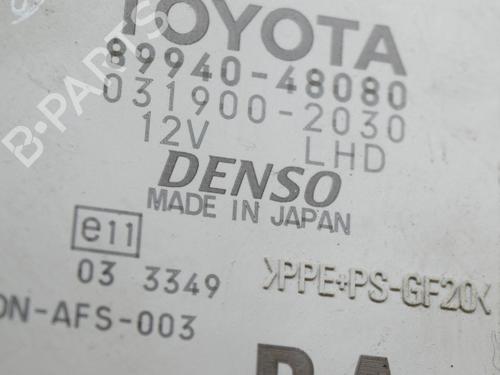 TOYOTA
89940-48080
031900-2030
12V LHD
DENSO
MADE IN JAPAN
e11
03 3349
>PPE+PS-GF20<
DN-AFS-003